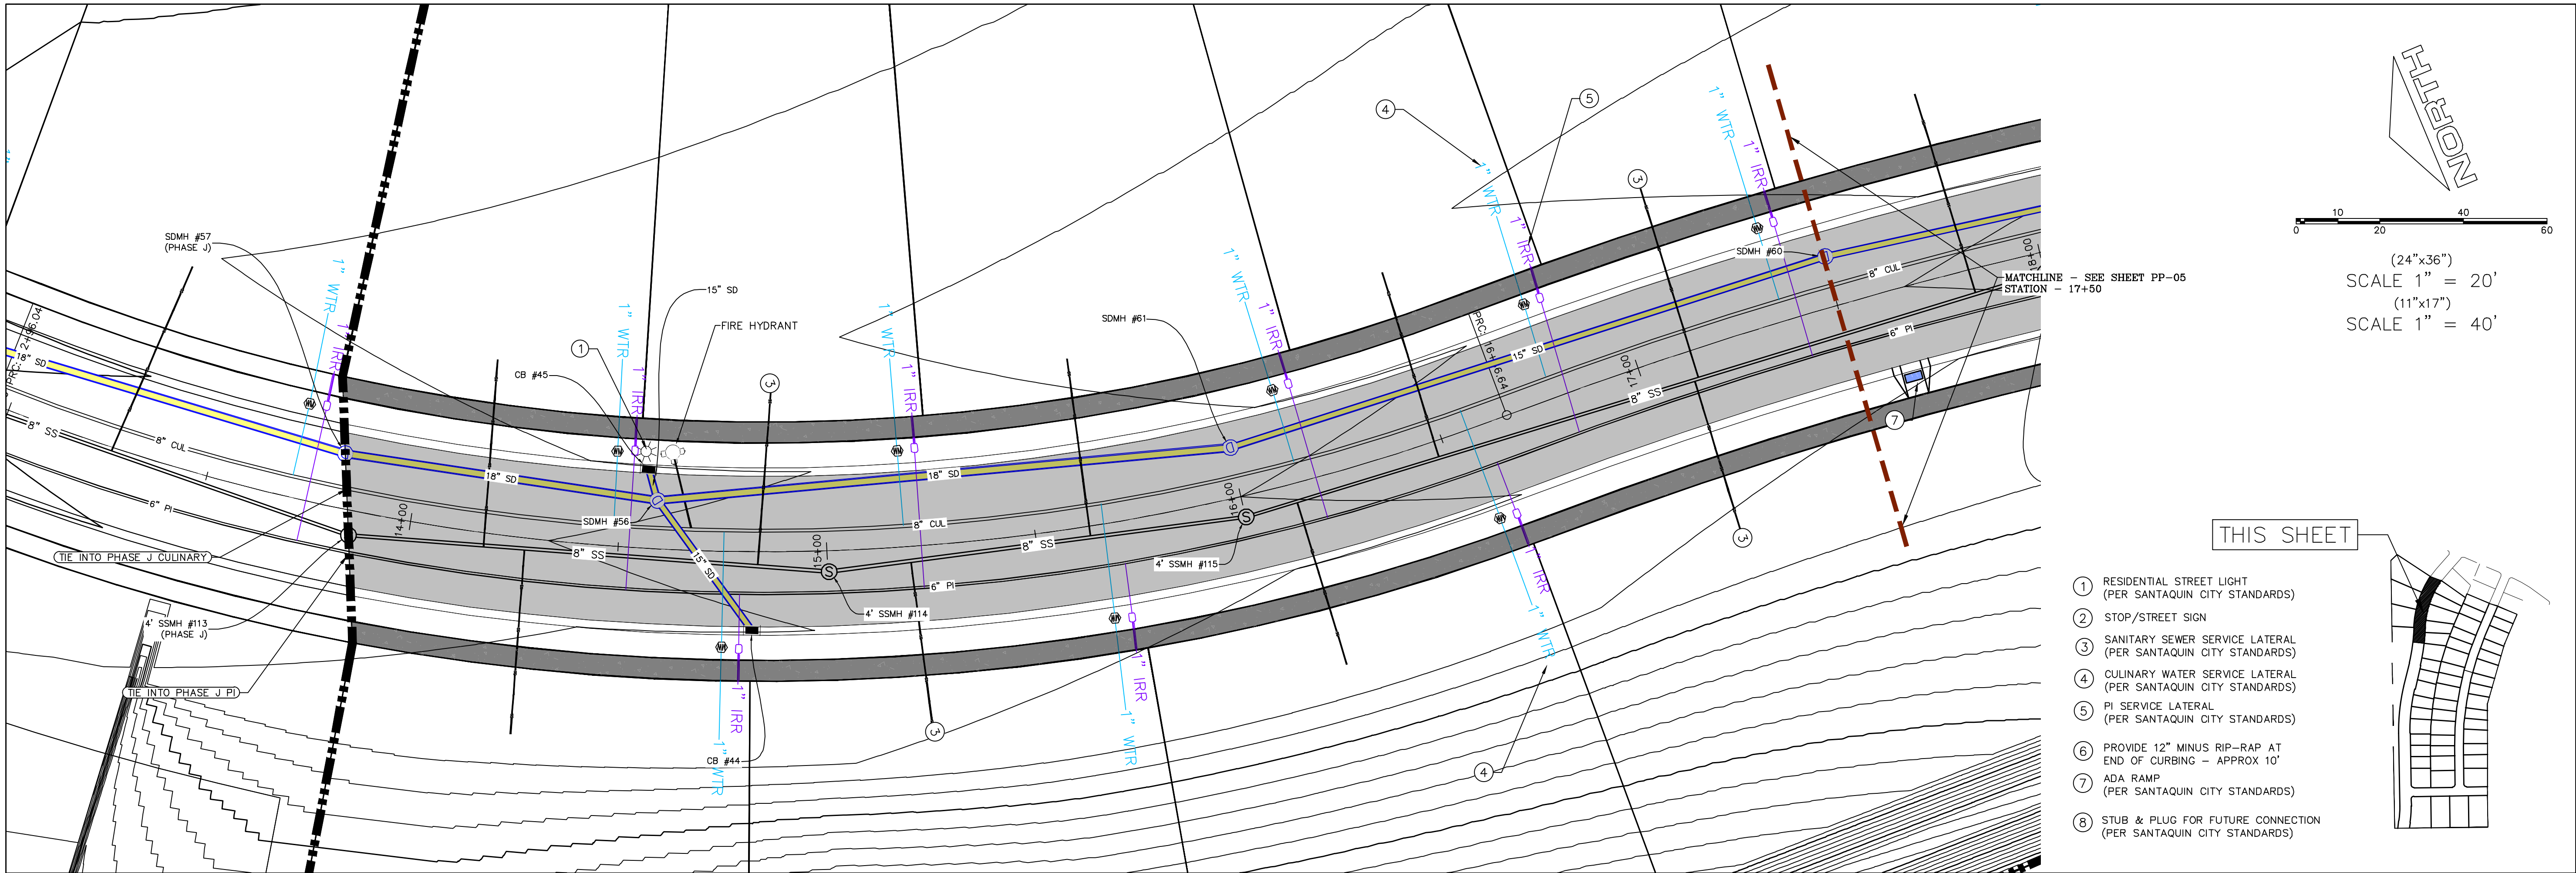 SDMH #57
(PHASE J)
1" WTR
1" IRR
18" SD
8" SS
8" CUL
6" PI
TIE INTO PHASE J CULINARY
4' SSMH #113
(PHASE J)
TIE INTO PHASE J PI
14+00
18" SD
8" SS
1
CB #45
15" SD
FIRE HYDRANT
1" WTR
1" IRR
3
SDMH #56
15" SD
1" IRR
1" WTR
CB #44
15+00
4' SSMH #114
3
1" WTR
1" IRR
18" SD
8" CUL
6" PI
8" SS
SDMH #61
16+00
4' SSMH #115
1" IRR
1" WTR
1" WTR
1" IRR
4
5
1" WTR
1" IRR
PRC: 16+
6.64
15" SD
3
17+00
8" SS
3
1" IRR
1" WTR
4
1" WTR
1" IRR
SDMH #60
8" CUL
6" PI
7
18+00
MATCHLINE - SEE SHEET PP-05
STATION - 17+50
NORTH
10 40
0 20 60
(24"x36")
SCALE 1" = 20'
(11"x17")
SCALE 1" = 40'
THIS SHEET
1 RESIDENTIAL STREET LIGHT
(PER SANTAQUIN CITY STANDARDS)
2 STOP/STREET SIGN
3 SANITARY SEWER SERVICE LATERAL
(PER SANTAQUIN CITY STANDARDS)
4 CULINARY WATER SERVICE LATERAL
(PER SANTAQUIN CITY STANDARDS)
5 PI SERVICE LATERAL
(PER SANTAQUIN CITY STANDARDS)
6 PROVIDE 12" MINUS RIP-RAP AT
END OF CURBING - APPROX 10'
7 ADA RAMP
(PER SANTAQUIN CITY STANDARDS)
8 STUB & PLUG FOR FUTURE CONNECTION
(PER SANTAQUIN CITY STANDARDS)